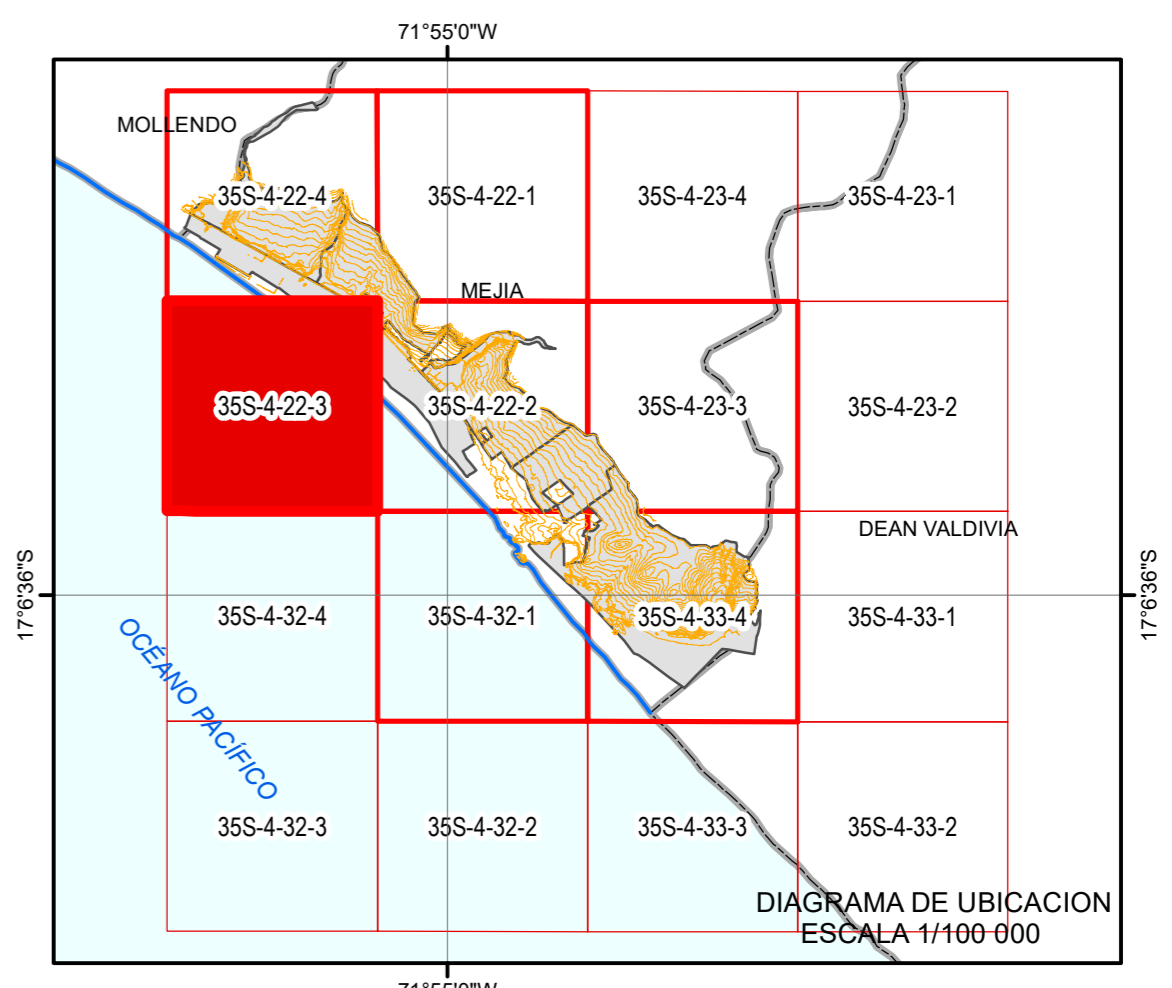 71°55'0"W
MOLLENDO
35S-4-22-4
35S-4-22-1
35S-4-23-4
35S-4-23-1
MEJIA
35S-4-22-3
35S-4-22-2
35S-4-23-3
35S-4-23-2
DEAN VALDIVIA
17°6'36"S
17°6'36"S
35S-4-32-4
35S-4-32-1
35S-4-33-4
35S-4-33-1
OCÉANO PACÍFICO
35S-4-32-3
35S-4-32-2
35S-4-33-3
35S-4-33-2
DIAGRAMA DE UBICACION
ESCALA 1/100 000
71°55'0"W